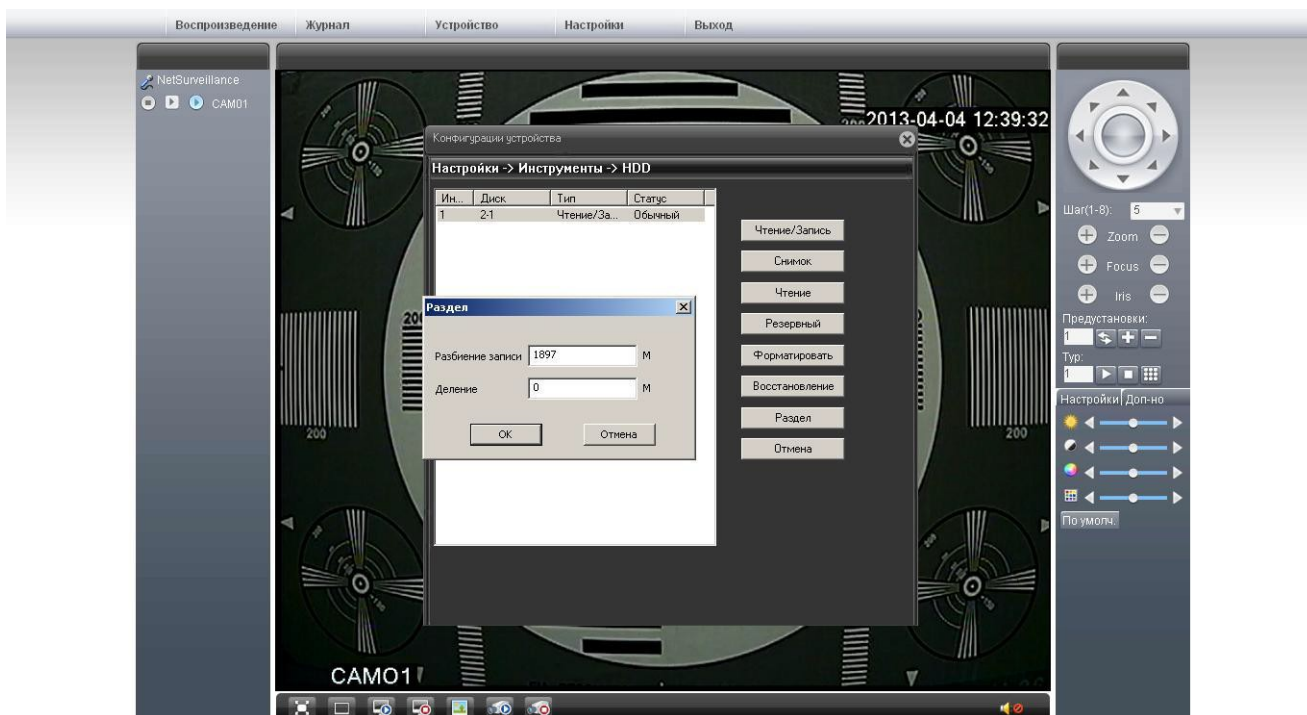 Воспроизведение Журнал Устройство Настройки Выход
NetSurveillance
CAM01
200
2013-04-04 12:39:32
Конфигурации устройства
Настройки -> Инструменты -> HDD
Ин... Диск Тип Статус
1 2-1 Чтение/За... Обычный
Чтение/Запись
Снимок
Чтение
Резервный
Форматировать
Восстановление
Раздел
Отмена
Раздел
Разбиение записи 1897 M
Деление 0 M
OK Отмена
200
200
CAM01
Шаг(1-8): 5
Zoom
Focus
Iris
Предустановки:
1
Тур:
1
Настройки Доп-но
По умолч.